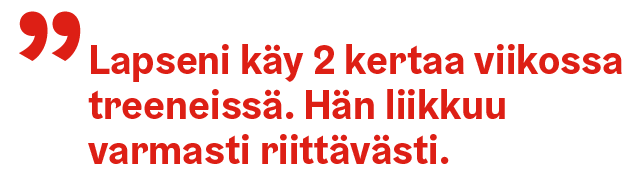 ” Lapseni käy 2 kertaa viikossa
treeneissä. Hän liikkuu
varmasti riittävästi.